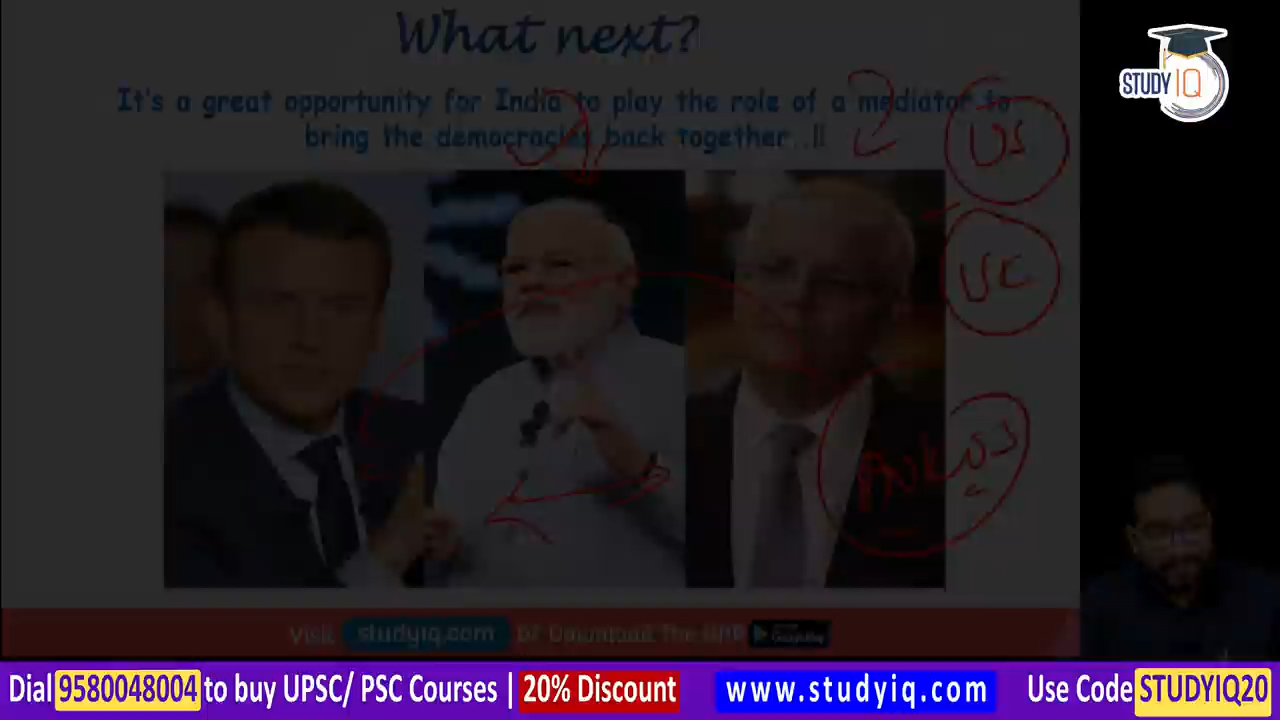 What next?
It's a great opportunity for India to play the role of a mediator to
bring the democracies back together..!!
STUDY IQ
US
UK
AUKUS
Visit studyiq.com or Download The APP
Dial 9580048004 to buy UPSC/ PSC Courses | 20% Discount www.studyiq.com Use Code STUDYIQ20